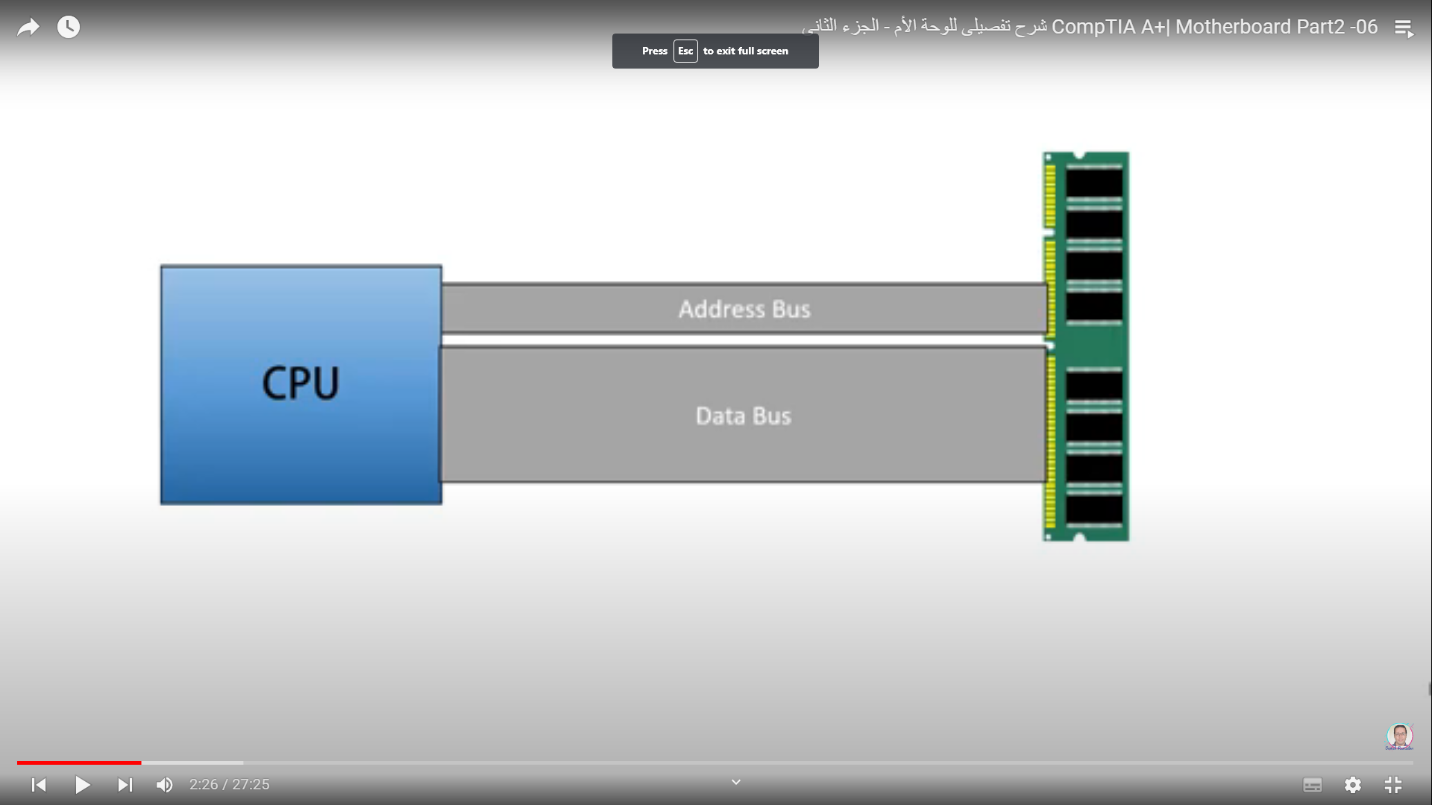 شرح تفصيلي للوحة الأم - الجزء الثاني CompTIA A+| Motherboard Part2 -06
Press Esc to exit full screen
Address Bus
CPU
Data Bus
2:26 / 27:25